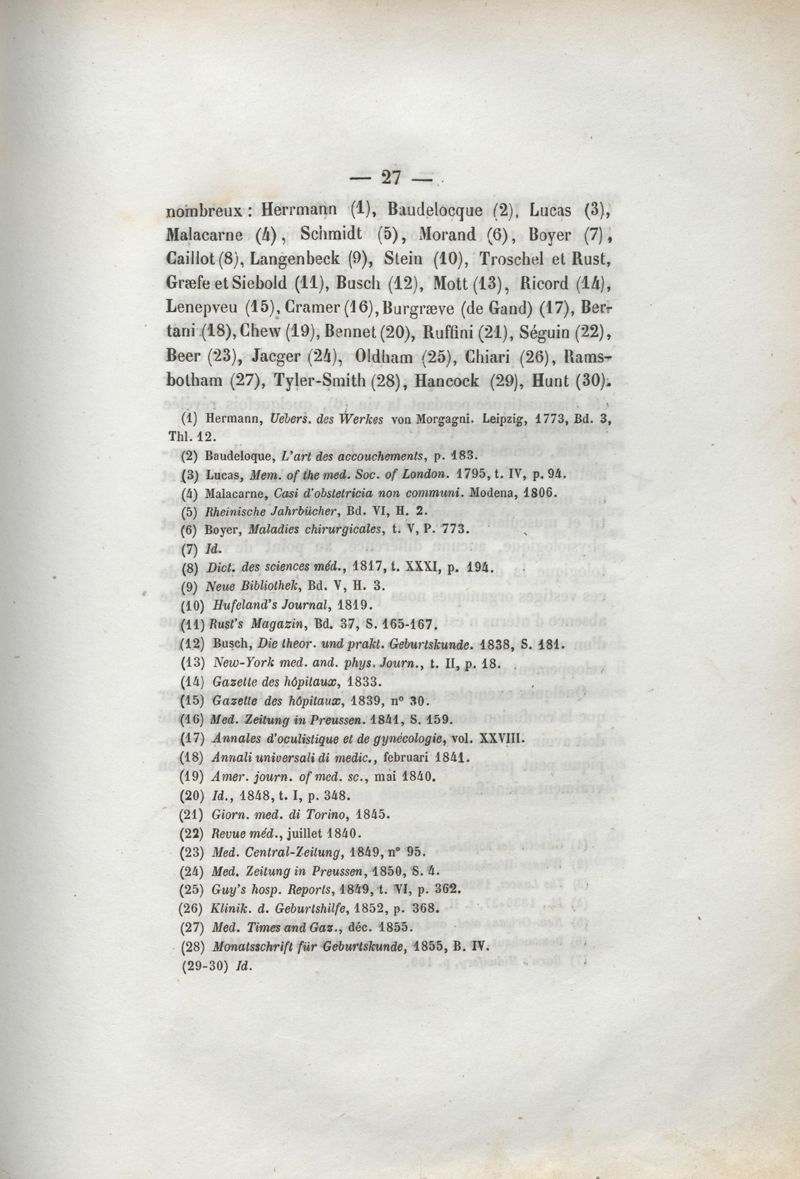 — 27 —
nombreux : Herrmann (1), Baudelocque (2), Lucas (3),
Malacarne (4), Schmidt (5), Morand (6), Boyer (7),
Caillot (8), Langenbeck (9), Stein (10), Troschel et Rust,
Græfe et Siebold (11), Busch (12), Mott (13), Ricord (14),
Lenepveu (15), Cramer (16), Burgræve (de Gand) (17), Ber-
tani (18), Chew (19), Bennet (20), Ruffini (21), Séguin (22),
Beer (23), Jaeger (24), Oldham (25), Chiari (26), Rams-
botham (27), Tyler-Smith (28), Hancock (29), Hunt (30).
(1) Hermann, Uebers. des Werkes von Morgagni. Leipzig, 1773, Bd. 3,
Thl. 12.
(2) Baudeloque, L'art des accouchements, p. 183.
(3) Lucas, Mem. of the med. Soc. of London. 1795, t. IV, p. 94.
(4) Malacarne, Casi d'obstetricia non communi. Modena, 1806.
(5) Rheinische Jahrbücher, Bd. VI, H. 2.
(6) Boyer, Maladies chirurgicales, t. V, P. 773.
(7) Id.
(8) Dict. des sciences méd., 1817, t. XXXI, p. 194.
(9) Neue Bibliothek, Bd. V, H. 3.
(10) Hufeland's Journal, 1819.
(11) Rust's Magazin, Bd. 37, S. 165-167.
(12) Busch, Die theor. und prakt. Geburtskunde. 1838, S. 181.
(13) New-York med. and. phys. Journ., t. II, p. 18.
(14) Gazette des hôpitaux, 1833.
(15) Gazette des hôpitaux, 1839, n° 30.
(16) Med. Zeitung in Preussen. 1841, S. 159.
(17) Annales d'oculistique et de gynécologie, vol. XXVIII.
(18) Annali universali di medic., februari 1841.
(19) Amer. journ. of med. sc., mai 1840.
(20) Id., 1848, t. I, p. 348.
(21) Giorn. med. di Torino, 1845.
(22) Revue méd., juillet 1840.
(23) Med. Central-Zeitung, 1849, n° 95.
(24) Med. Zeitung in Preussen, 1850, S. 4.
(25) Guy's hosp. Reports, 1849, t. VI, p. 362.
(26) Klinik. d. Geburtshilfe, 1852, p. 368.
(27) Med. Times and Gaz., déc. 1855.
(28) Monatsschrift für Geburtskunde, 1855, B. IV.
(29-30) Id.